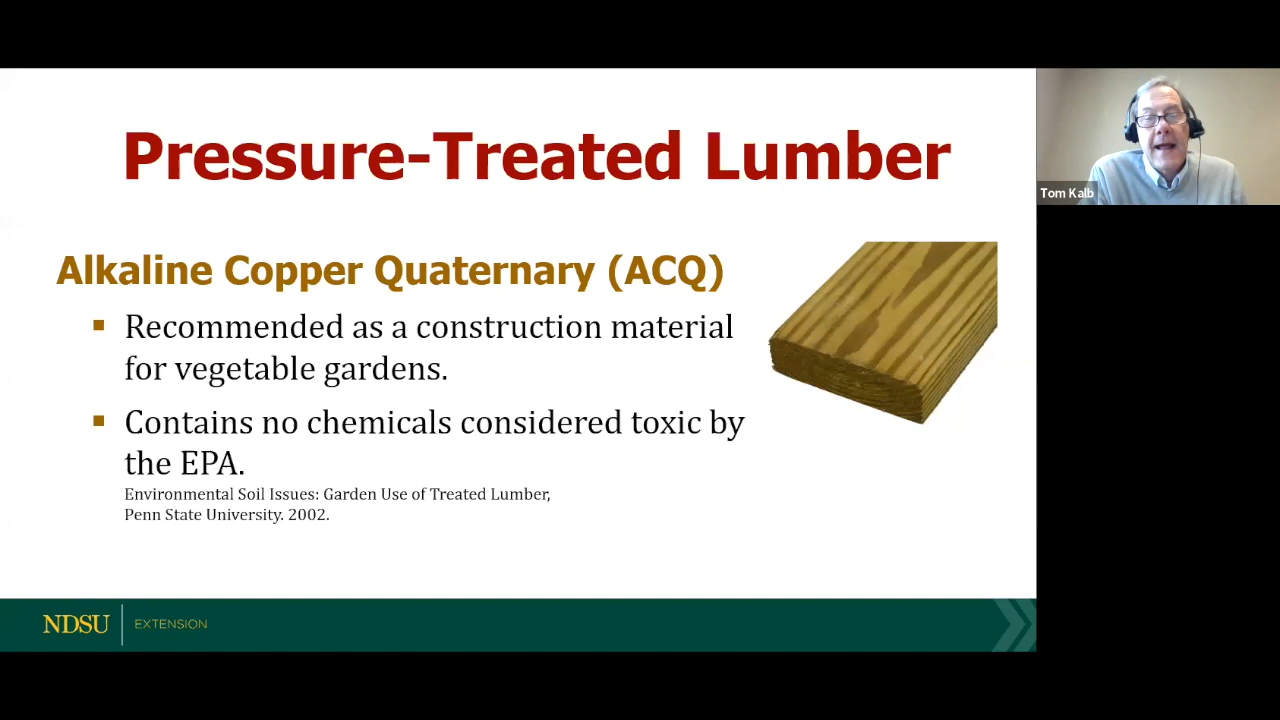 Pressure-Treated Lumber
Alkaline Copper Quaternary (ACQ)
▪ Recommended as a construction material
for vegetable gardens.
▪ Contains no chemicals considered toxic by
the EPA.
Environmental Soil Issues: Garden Use of Treated Lumber,
Penn State University. 2002.
NDSU EXTENSION
Tom Kalb